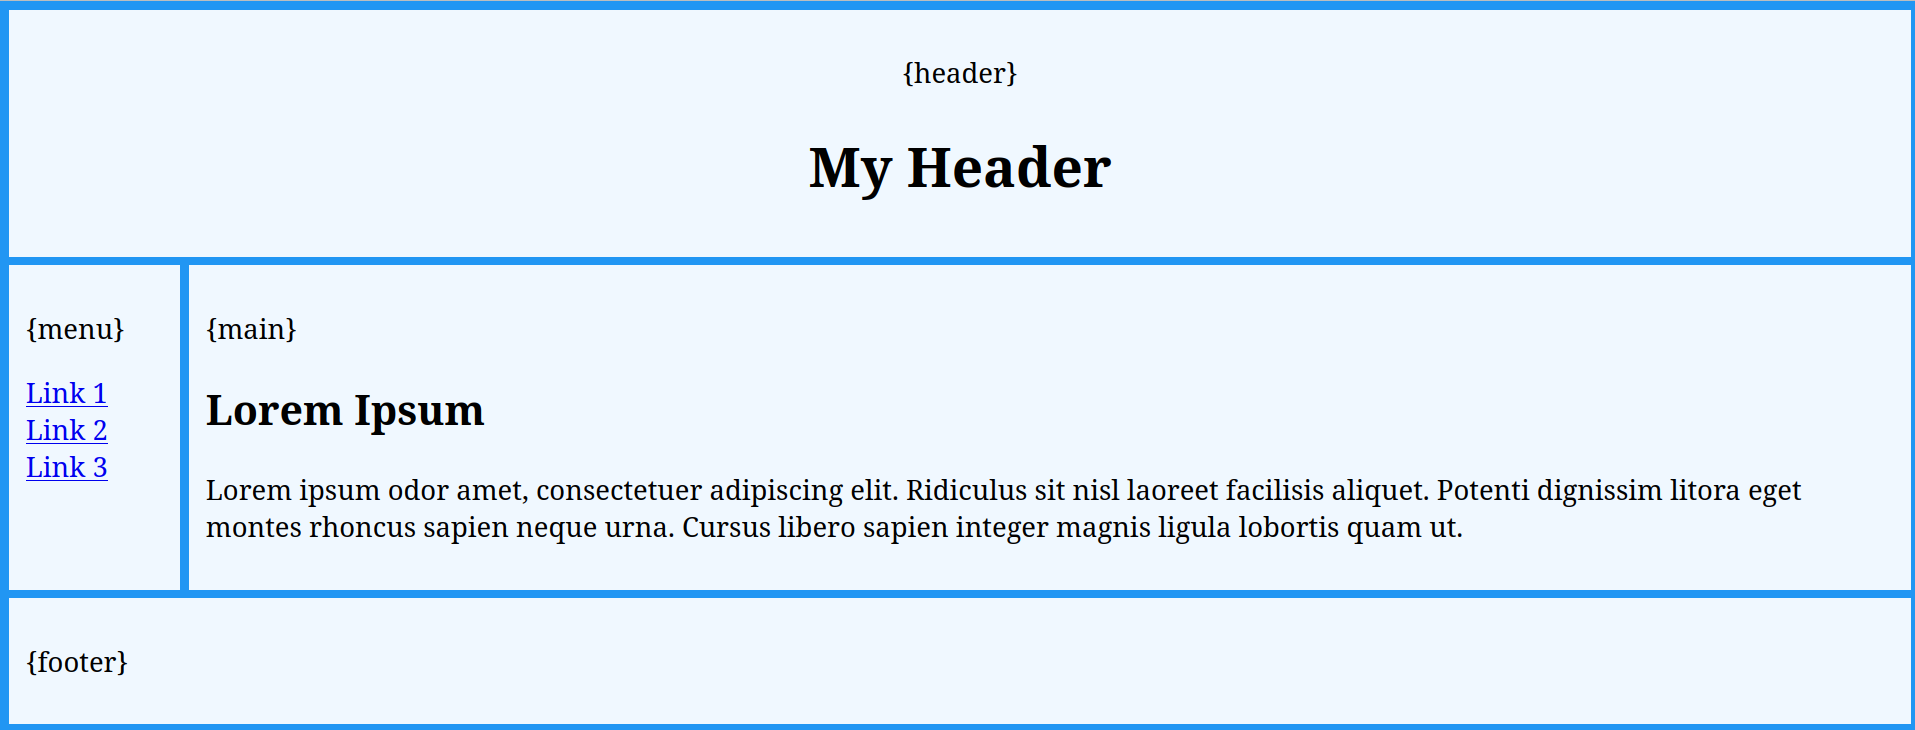 {header}
My Header
{menu}
Link 1
Link 2
Link 3
{main}
Lorem Ipsum
Lorem ipsum odor amet, consectetuer adipiscing elit. Ridiculus sit nisl laoreet facilisis aliquet. Potenti dignissim litora eget
montes rhoncus sapien neque urna. Cursus libero sapien integer magnis ligula lobortis quam ut.
{footer}